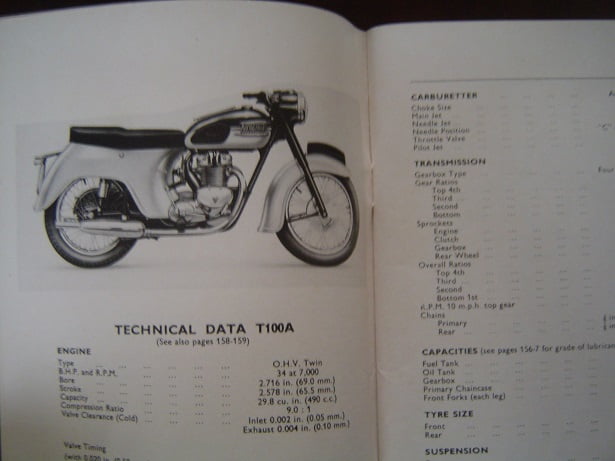 TECHNICAL DATA T100A
(See also pages 158-159)
ENGINE
Type ... ... ... ... ... O.H.V. Twin
B.H.P. and R.P.M. ... ... ... ... 34 at 7,000
Bore ... ... ... ... ... 2.716 in. (69.0 mm.)
Stroke ... ... ... ... ... 2.578 in. (65.5 mm.)
Capacity ... ... ... ... ... 29.8 cu. in. (490 c.c.)
Compression Ratio ... ... ... ... 9.0 : 1
Valve Clearance (Cold) ... ... ... Inlet 0.002 in. (0.05 mm.)
Exhaust 0.004 in. (0.10 mm.)
Valve Timing
(with 0.020 in.
CARBURETTER
Choke Size
Main Jet
Needle Jet
Needle Position
Throttle Valve
Pilot Jet
TRANSMISSION
Gearbox Type ... Four
Gear Ratios
Top 4th
Third
Second
Bottom
Sprockets
Engine
Clutch
Gearbox
Rear Wheel
Overall Ratios
Top 4th
Third
Second
Bottom 1st
R.P.M. 10 m.p.h. top gear
Chains
Primary
Rear
CAPACITIES (see pages 156-7 for grade of lubrican
Fuel Tank
Oil Tank
Gearbox
Primary Chaincase
Front Forks (each leg)
TYRE SIZE
Front
Rear
SUSPENSION